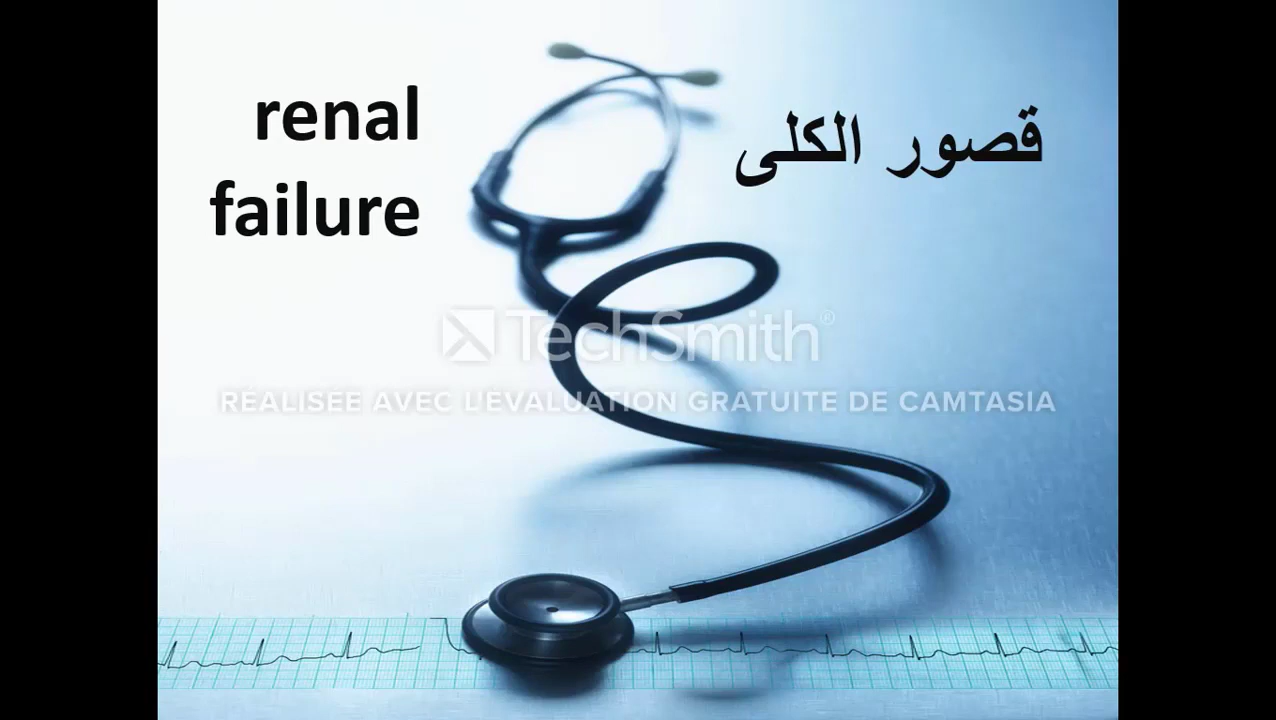 renal
failure
قصور الكلى
TechSmith®
RÉALISÉE AVEC L'ÉVALUATION GRATUITE DE CAMTASIA